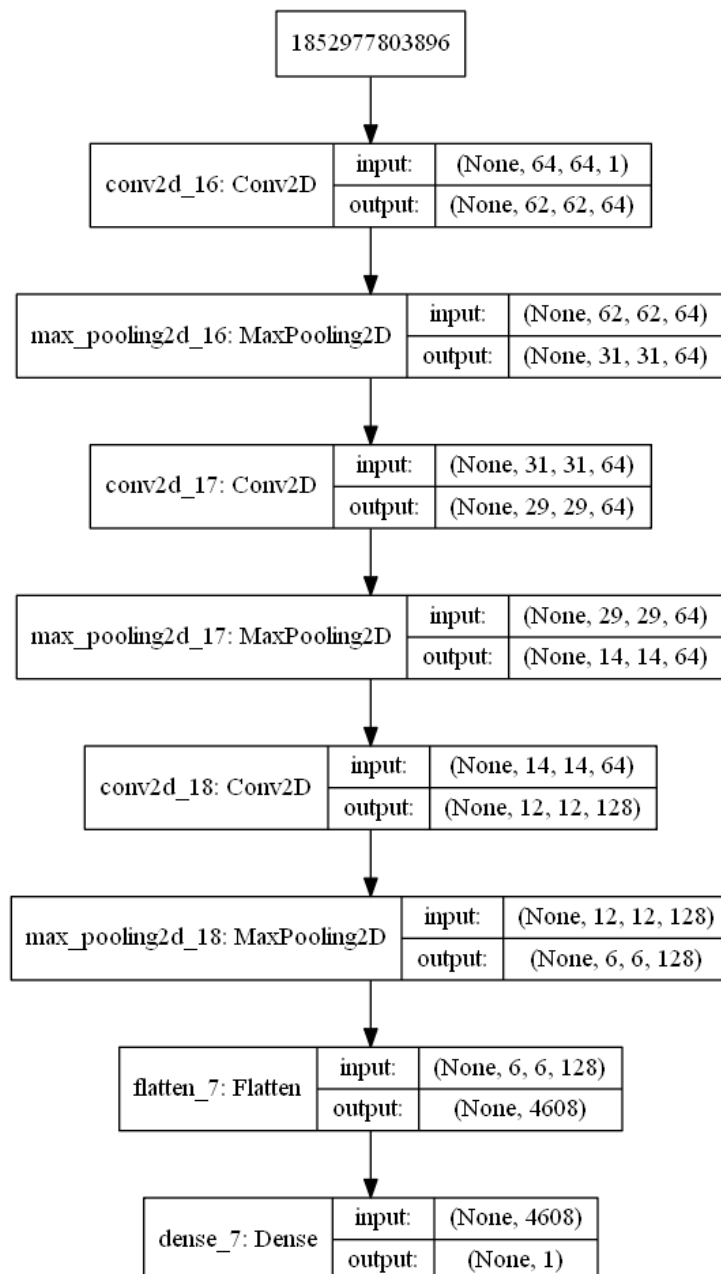 1852977803896
conv2d_16: Conv2D
input:
(None, 64, 64, 1)
output:
(None, 62, 62, 64)
max_pooling2d_16: MaxPooling2D
input:
(None, 62, 62, 64)
output:
(None, 31, 31, 64)
conv2d_17: Conv2D
input:
(None, 31, 31, 64)
output:
(None, 29, 29, 64)
max_pooling2d_17: MaxPooling2D
input:
(None, 29, 29, 64)
output:
(None, 14, 14, 64)
conv2d_18: Conv2D
input:
(None, 14, 14, 64)
output:
(None, 12, 12, 128)
max_pooling2d_18: MaxPooling2D
input:
(None, 12, 12, 128)
output:
(None, 6, 6, 128)
flatten_7: Flatten
input:
(None, 6, 6, 128)
output:
(None, 4608)
dense_7: Dense
input:
(None, 4608)
output:
(None, 1)